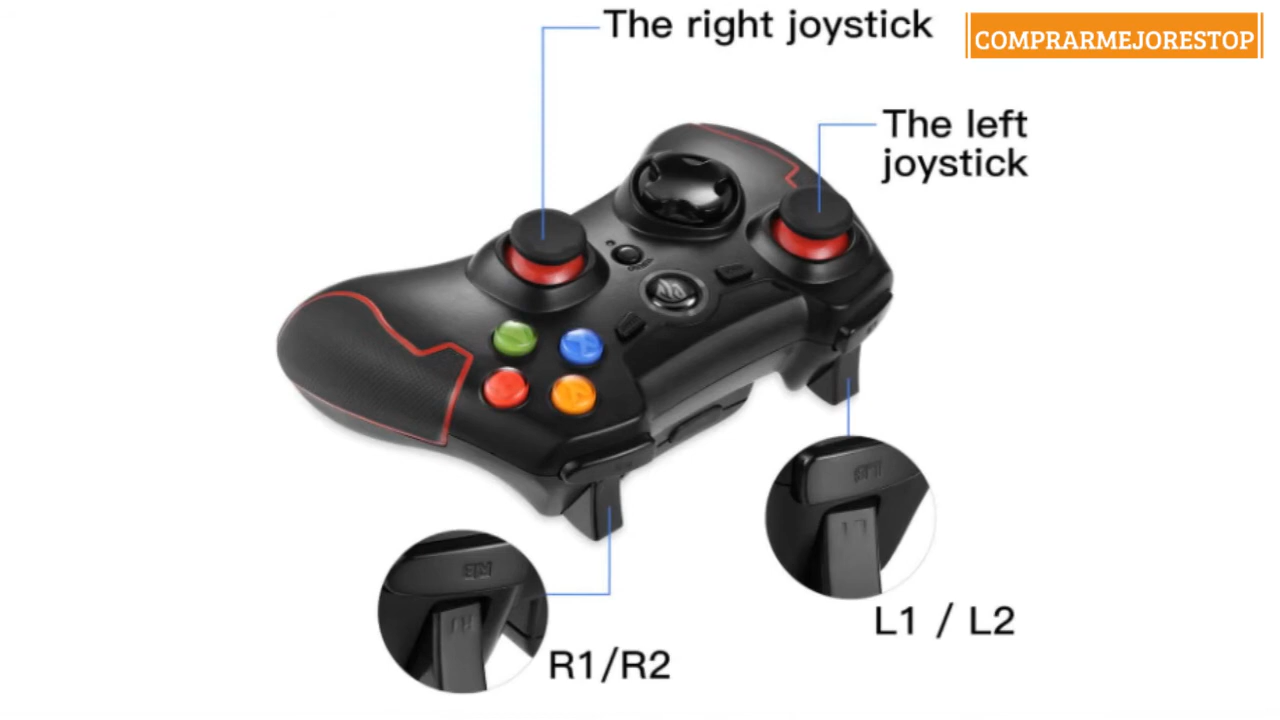 The right joystick
COMPRARMEJORESTOP
The left
joystick
L1 / L2
R1/R2